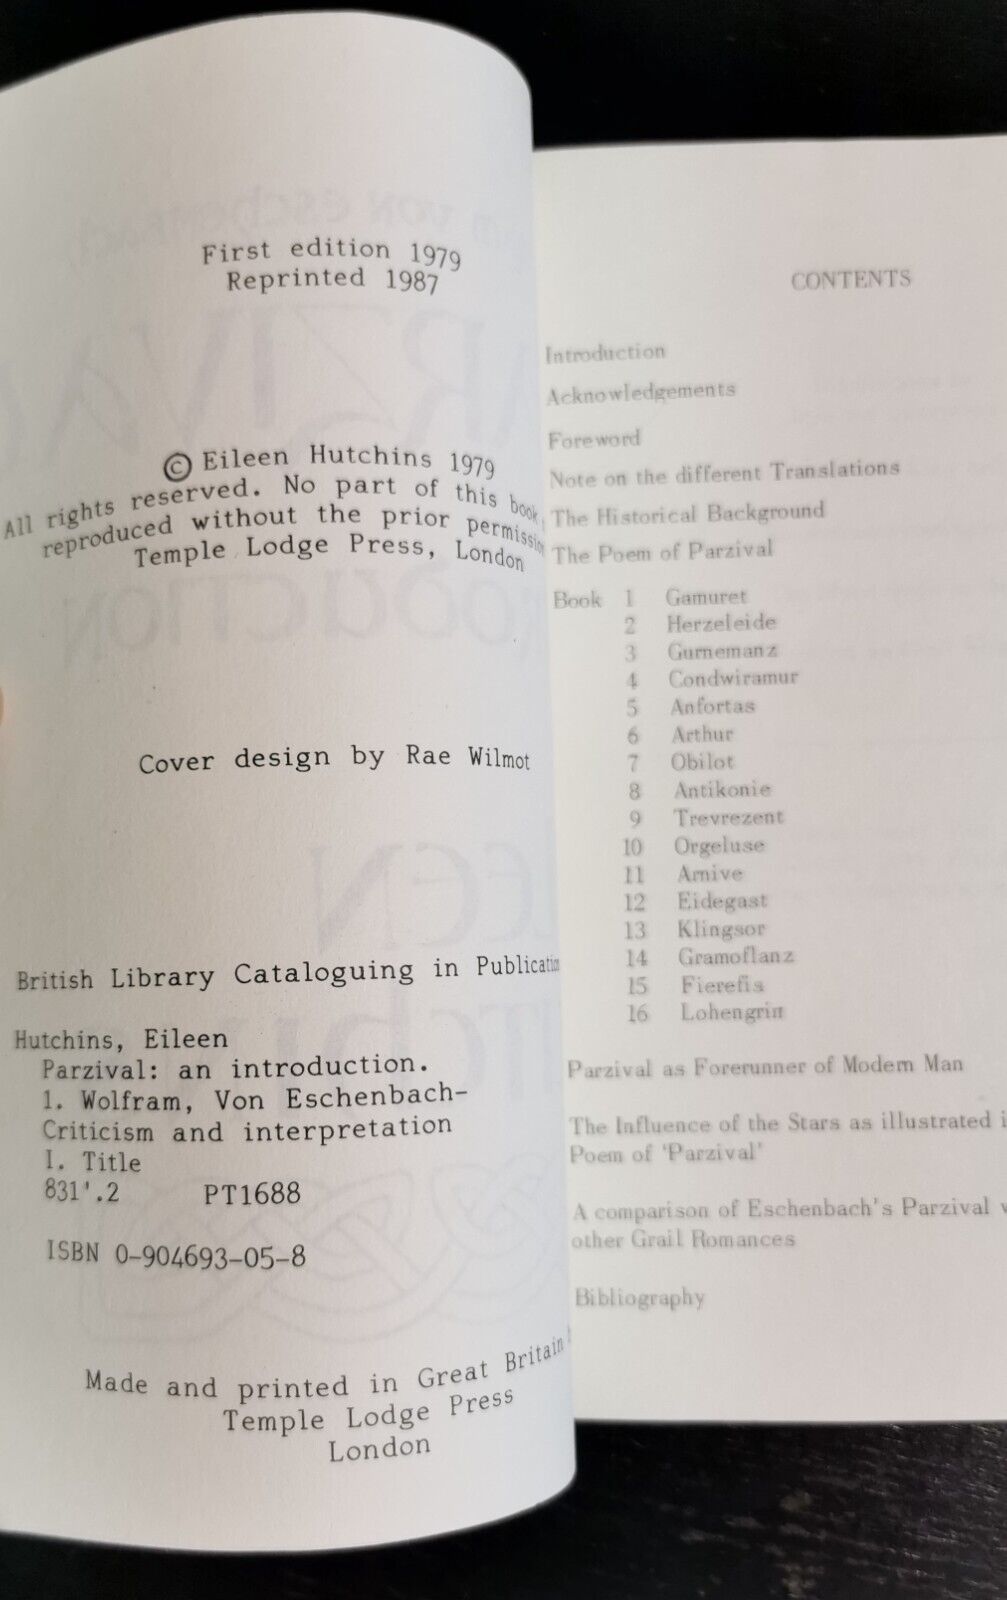 First edition 1979
Reprinted 1987
© Eileen Hutchins 1979
All rights reserved. No part of this book
reproduced without the prior permission
Temple Lodge Press, London
Cover design by Rae Wilmot
British Library Cataloguing in Publication
Hutchins, Eileen
Parzival: an introduction.
1. Wolfram, Von Eschenbach-
Criticism and interpretation
I. Title
831'.2 PT1688
ISBN 0-904693-05-8
Made and printed in Great Britain
Temple Lodge Press
London
CONTENTS
Introduction
Acknowledgements
Foreword
Note on the different Translations
The Historical Background
The Poem of Parzival
Book 1 Gamuret
2 Herzeleide
3 Gurnemanz
4 Condwiramur
5 Anfortas
6 Arthur
7 Obilot
8 Antikonie
9 Trevrezent
10 Orgeluse
11 Arnive
12 Eidegast
13 Klingsor
14 Gramoflanz
15 Fierefis
16 Lohengrin
Parzival as Forerunner of Modern Man
The Influence of the Stars as illustrated i
Poem of 'Parzival'
A comparison of Eschenbach's Parzival
other Grail Romances
Bibliography